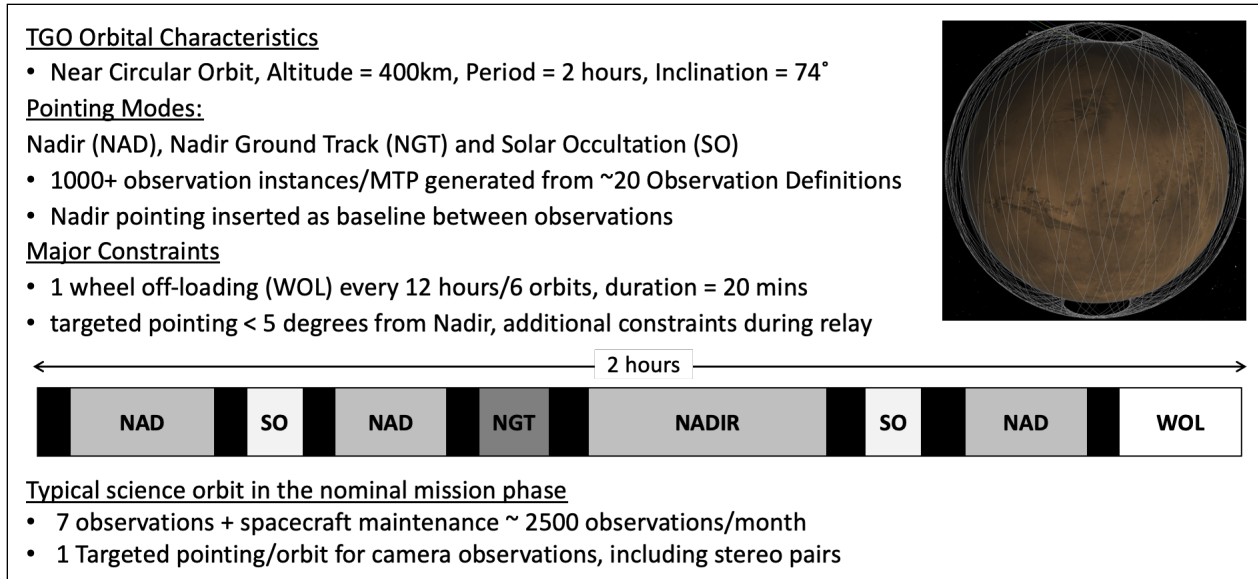 TGO Orbital Characteristics
• Near Circular Orbit, Altitude = 400km, Period = 2 hours, Inclination = 74˚
Pointing Modes:
Nadir (NAD), Nadir Ground Track (NGT) and Solar Occultation (SO)
• 1000+ observation instances/MTP generated from ~20 Observation Definitions
• Nadir pointing inserted as baseline between observations
Major Constraints
• 1 wheel off-loading (WOL) every 12 hours/6 orbits, duration = 20 mins
• targeted pointing < 5 degrees from Nadir, additional constraints during relay
2 hours
NAD SO NAD NGT NADIR SO NAD WOL
Typical science orbit in the nominal mission phase
• 7 observations + spacecraft maintenance ~ 2500 observations/month
• 1 Targeted pointing/orbit for camera observations, including stereo pairs